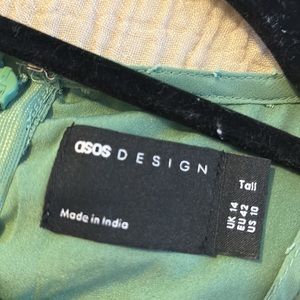 asos DESIGN
Made in India
Tall
UK 14
EU 42
US 10